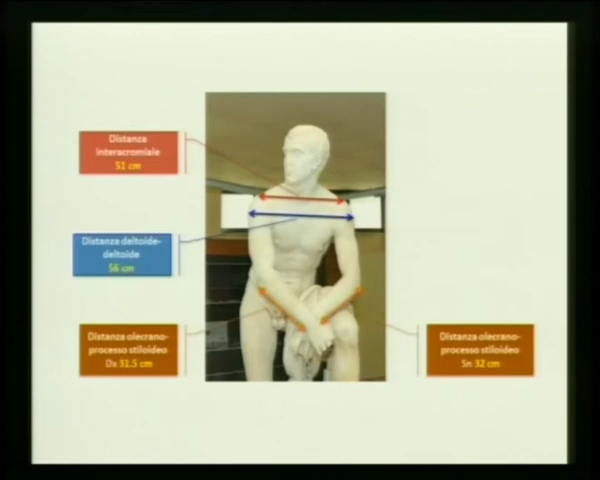 Distanza
interacromiale
51 cm
Distanza deltoide-
deltoide
56 cm
Distanza olecrano-
processo stiloideo
Dx 31.5 cm
Distanza olecrano-
processo stiloideo
Sn 32 cm